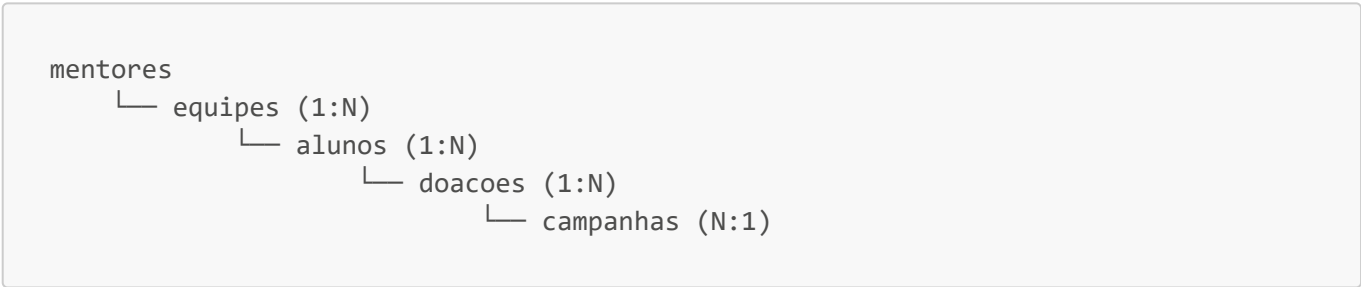 mentores
    └── equipes (1:N)
          └── alunos (1:N)
                └── doacoes (1:N)
                      └── campanhas (N:1)